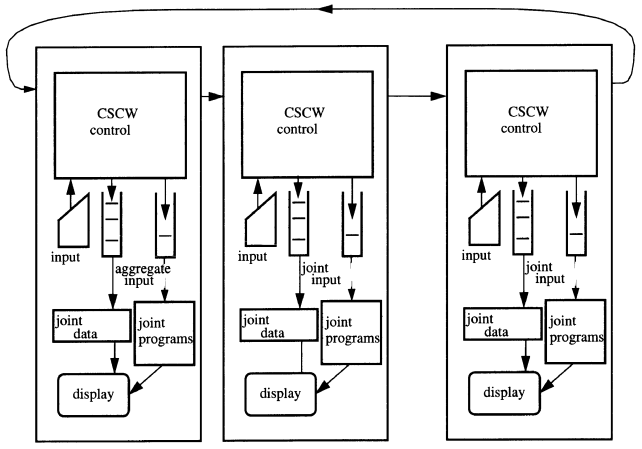 CSCW
control
input
aggregate
input
joint
data
joint
programs
display
CSCW
control
input
joint
input
joint
data
joint
programs
display
CSCW
control
input
joint
input
joint
data
joint
programs
display